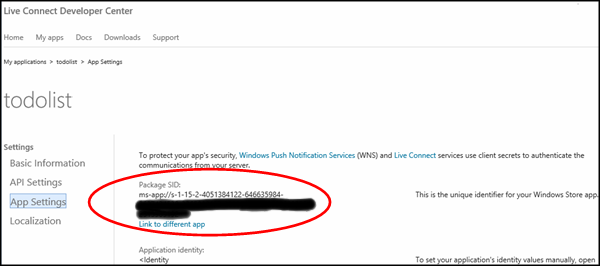 Live Connect Developer Center
Home My apps Docs Downloads Support
My applications > todolist > App Settings
todolist
Settings
Basic Information
API Settings
App Settings
Localization
To protect your app's security, Windows Push Notification Services (WNS) and Live Connect services use client secrets to authenticate the
communications from your server.
Package SID:
ms-app://s-1-15-2-4051384122-646635984-
This is the unique identifier for your Windows Store app.
Link to different app
Application identity:
<Identity
To set your application's identity values manually, open